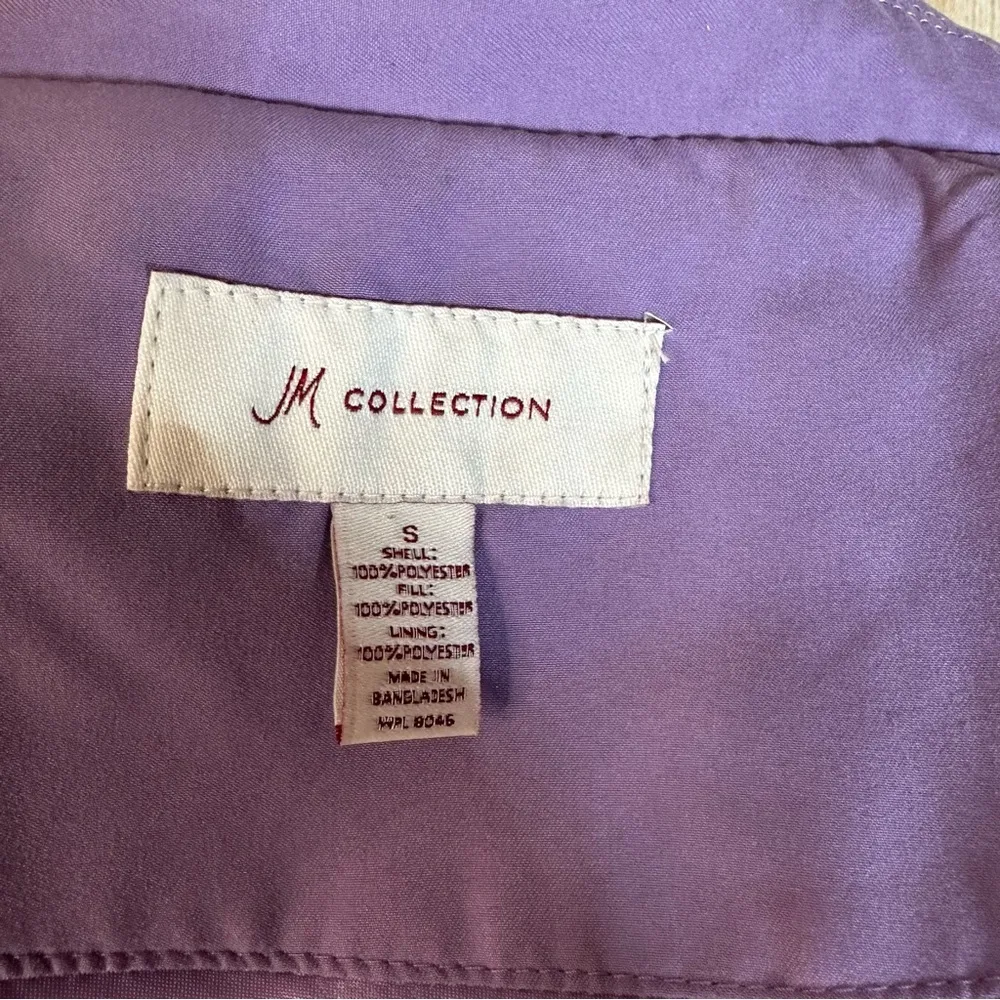 JM COLLECTION
S
SHELL:
100%POLYESTER
FILL:
100%POLYESTER
LINING:
100%POLYESTER
MADE IN
BANGLADESH
WPL 8046